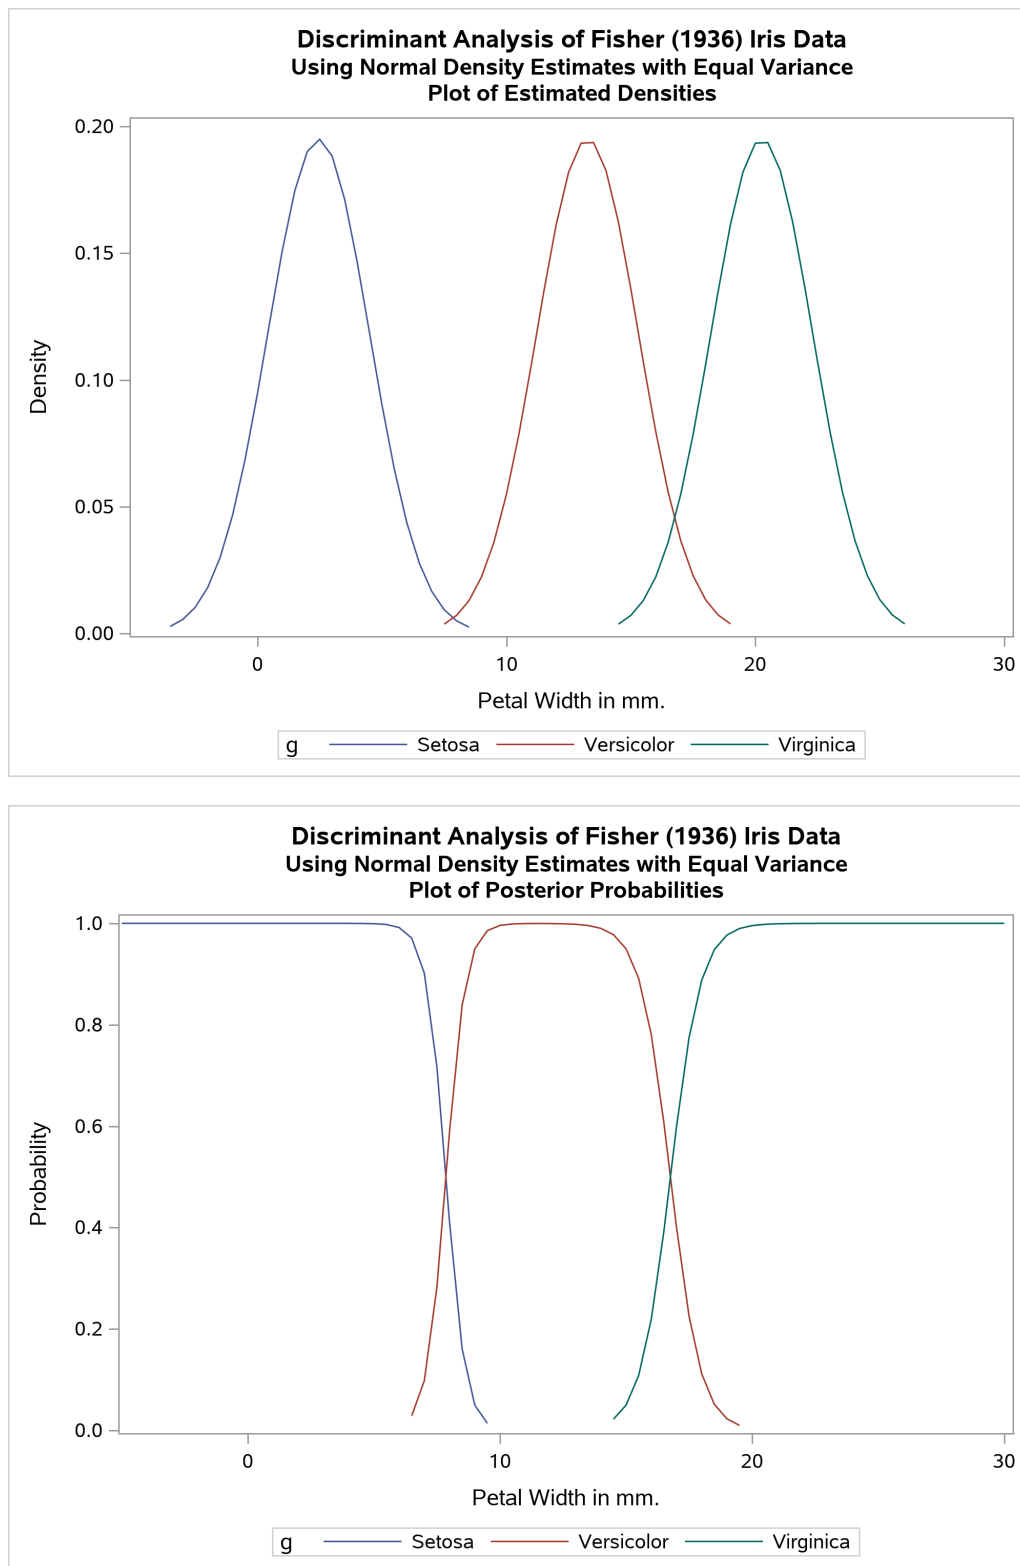 Discriminant Analysis of Fisher (1936) Iris Data
Using Normal Density Estimates with Equal Variance
Plot of Estimated Densities
0.20
0.15
0.10
0.05
0.00
Density
0 10 20 30
Petal Width in mm.
g Setosa Versicolor Virginica
Discriminant Analysis of Fisher (1936) Iris Data
Using Normal Density Estimates with Equal Variance
Plot of Posterior Probabilities
1.0
0.8
0.6
0.4
0.2
0.0
Probability
0 10 20 30
Petal Width in mm.
g Setosa Versicolor Virginica